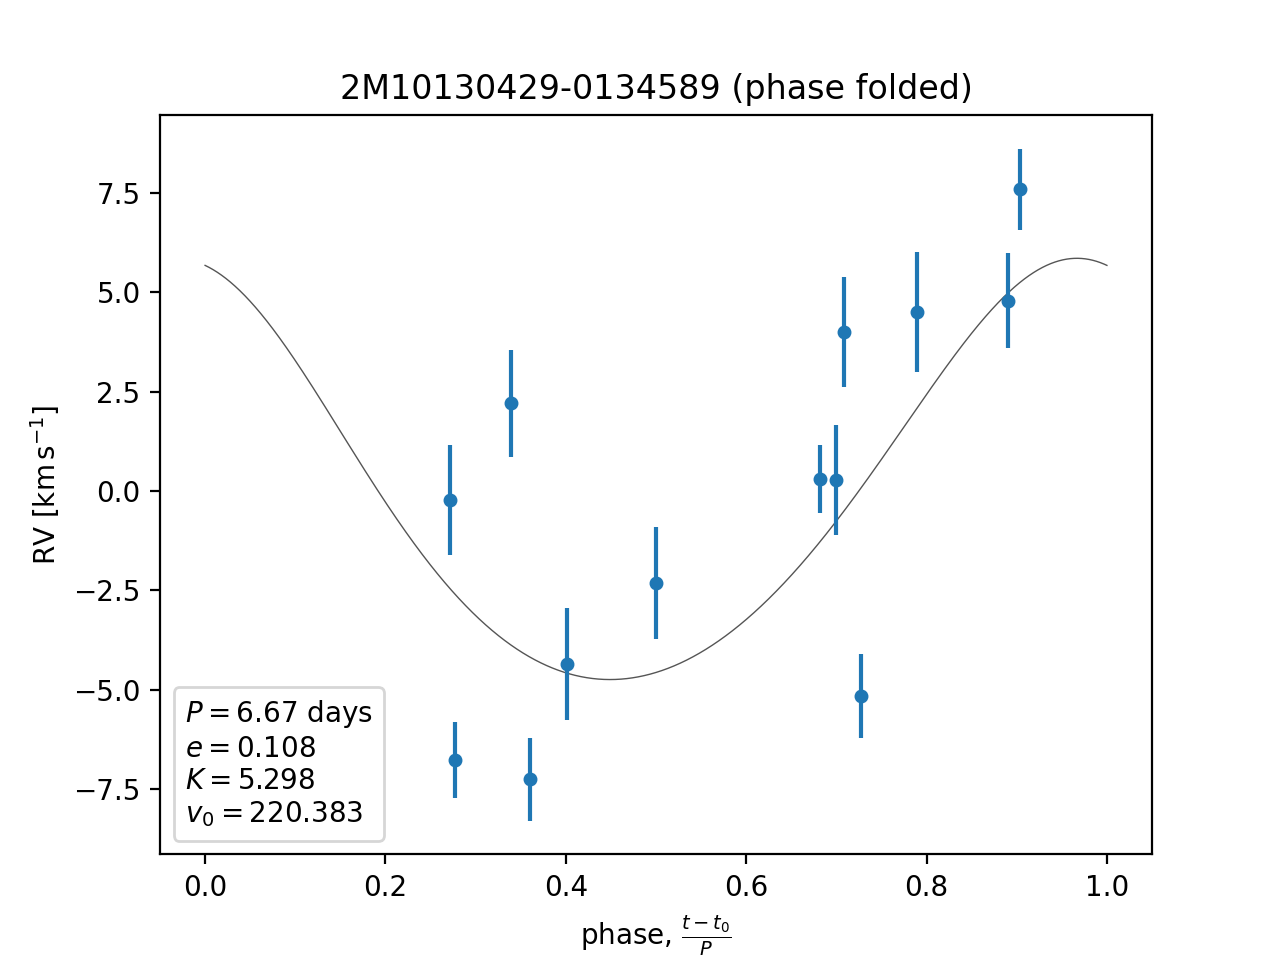 2M10130429-0134589 (phase folded)
RV [km s⁻¹]
7.5
5.0
2.5
0.0
−2.5
−5.0
−7.5
P = 6.67 days
e = 0.108
K = 5.298
v₀ = 220.383
0.0 0.2 0.4 0.6 0.8 1.0
phase, (t − t₀)/P